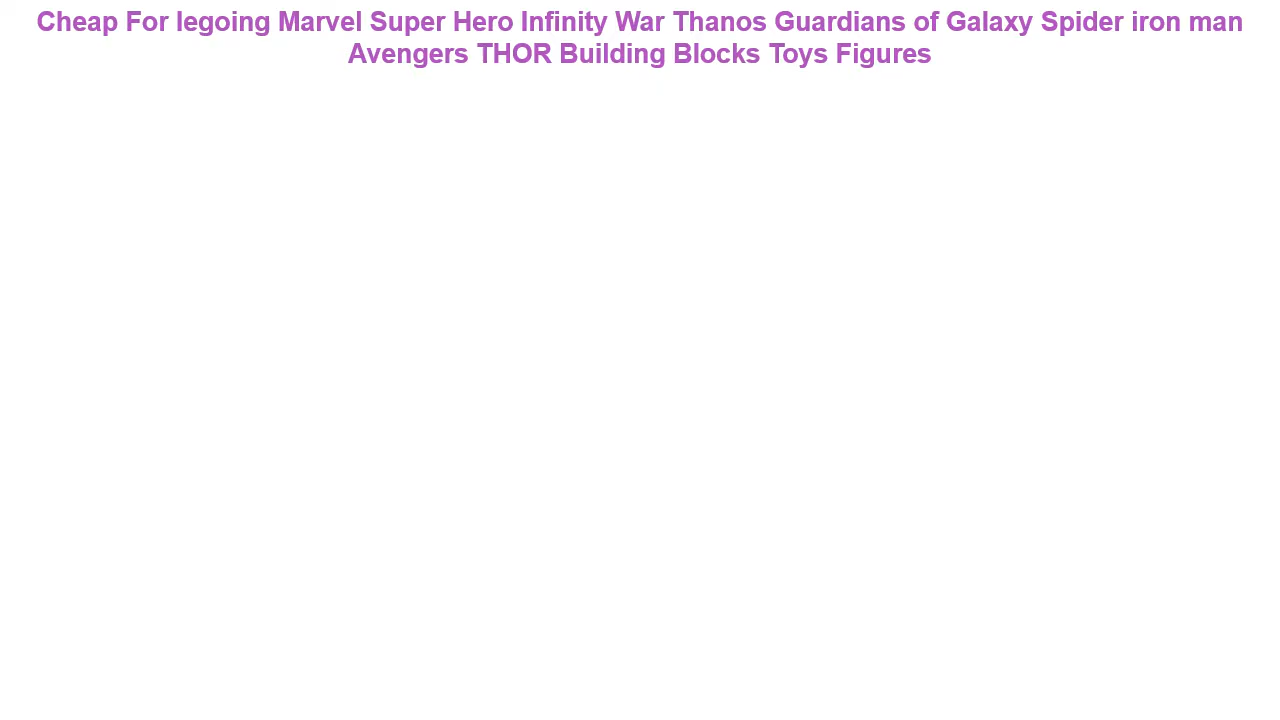 Cheap For legoing Marvel Super Hero Infinity War Thanos Guardians of Galaxy Spider iron man
Avengers THOR Building Blocks Toys Figures